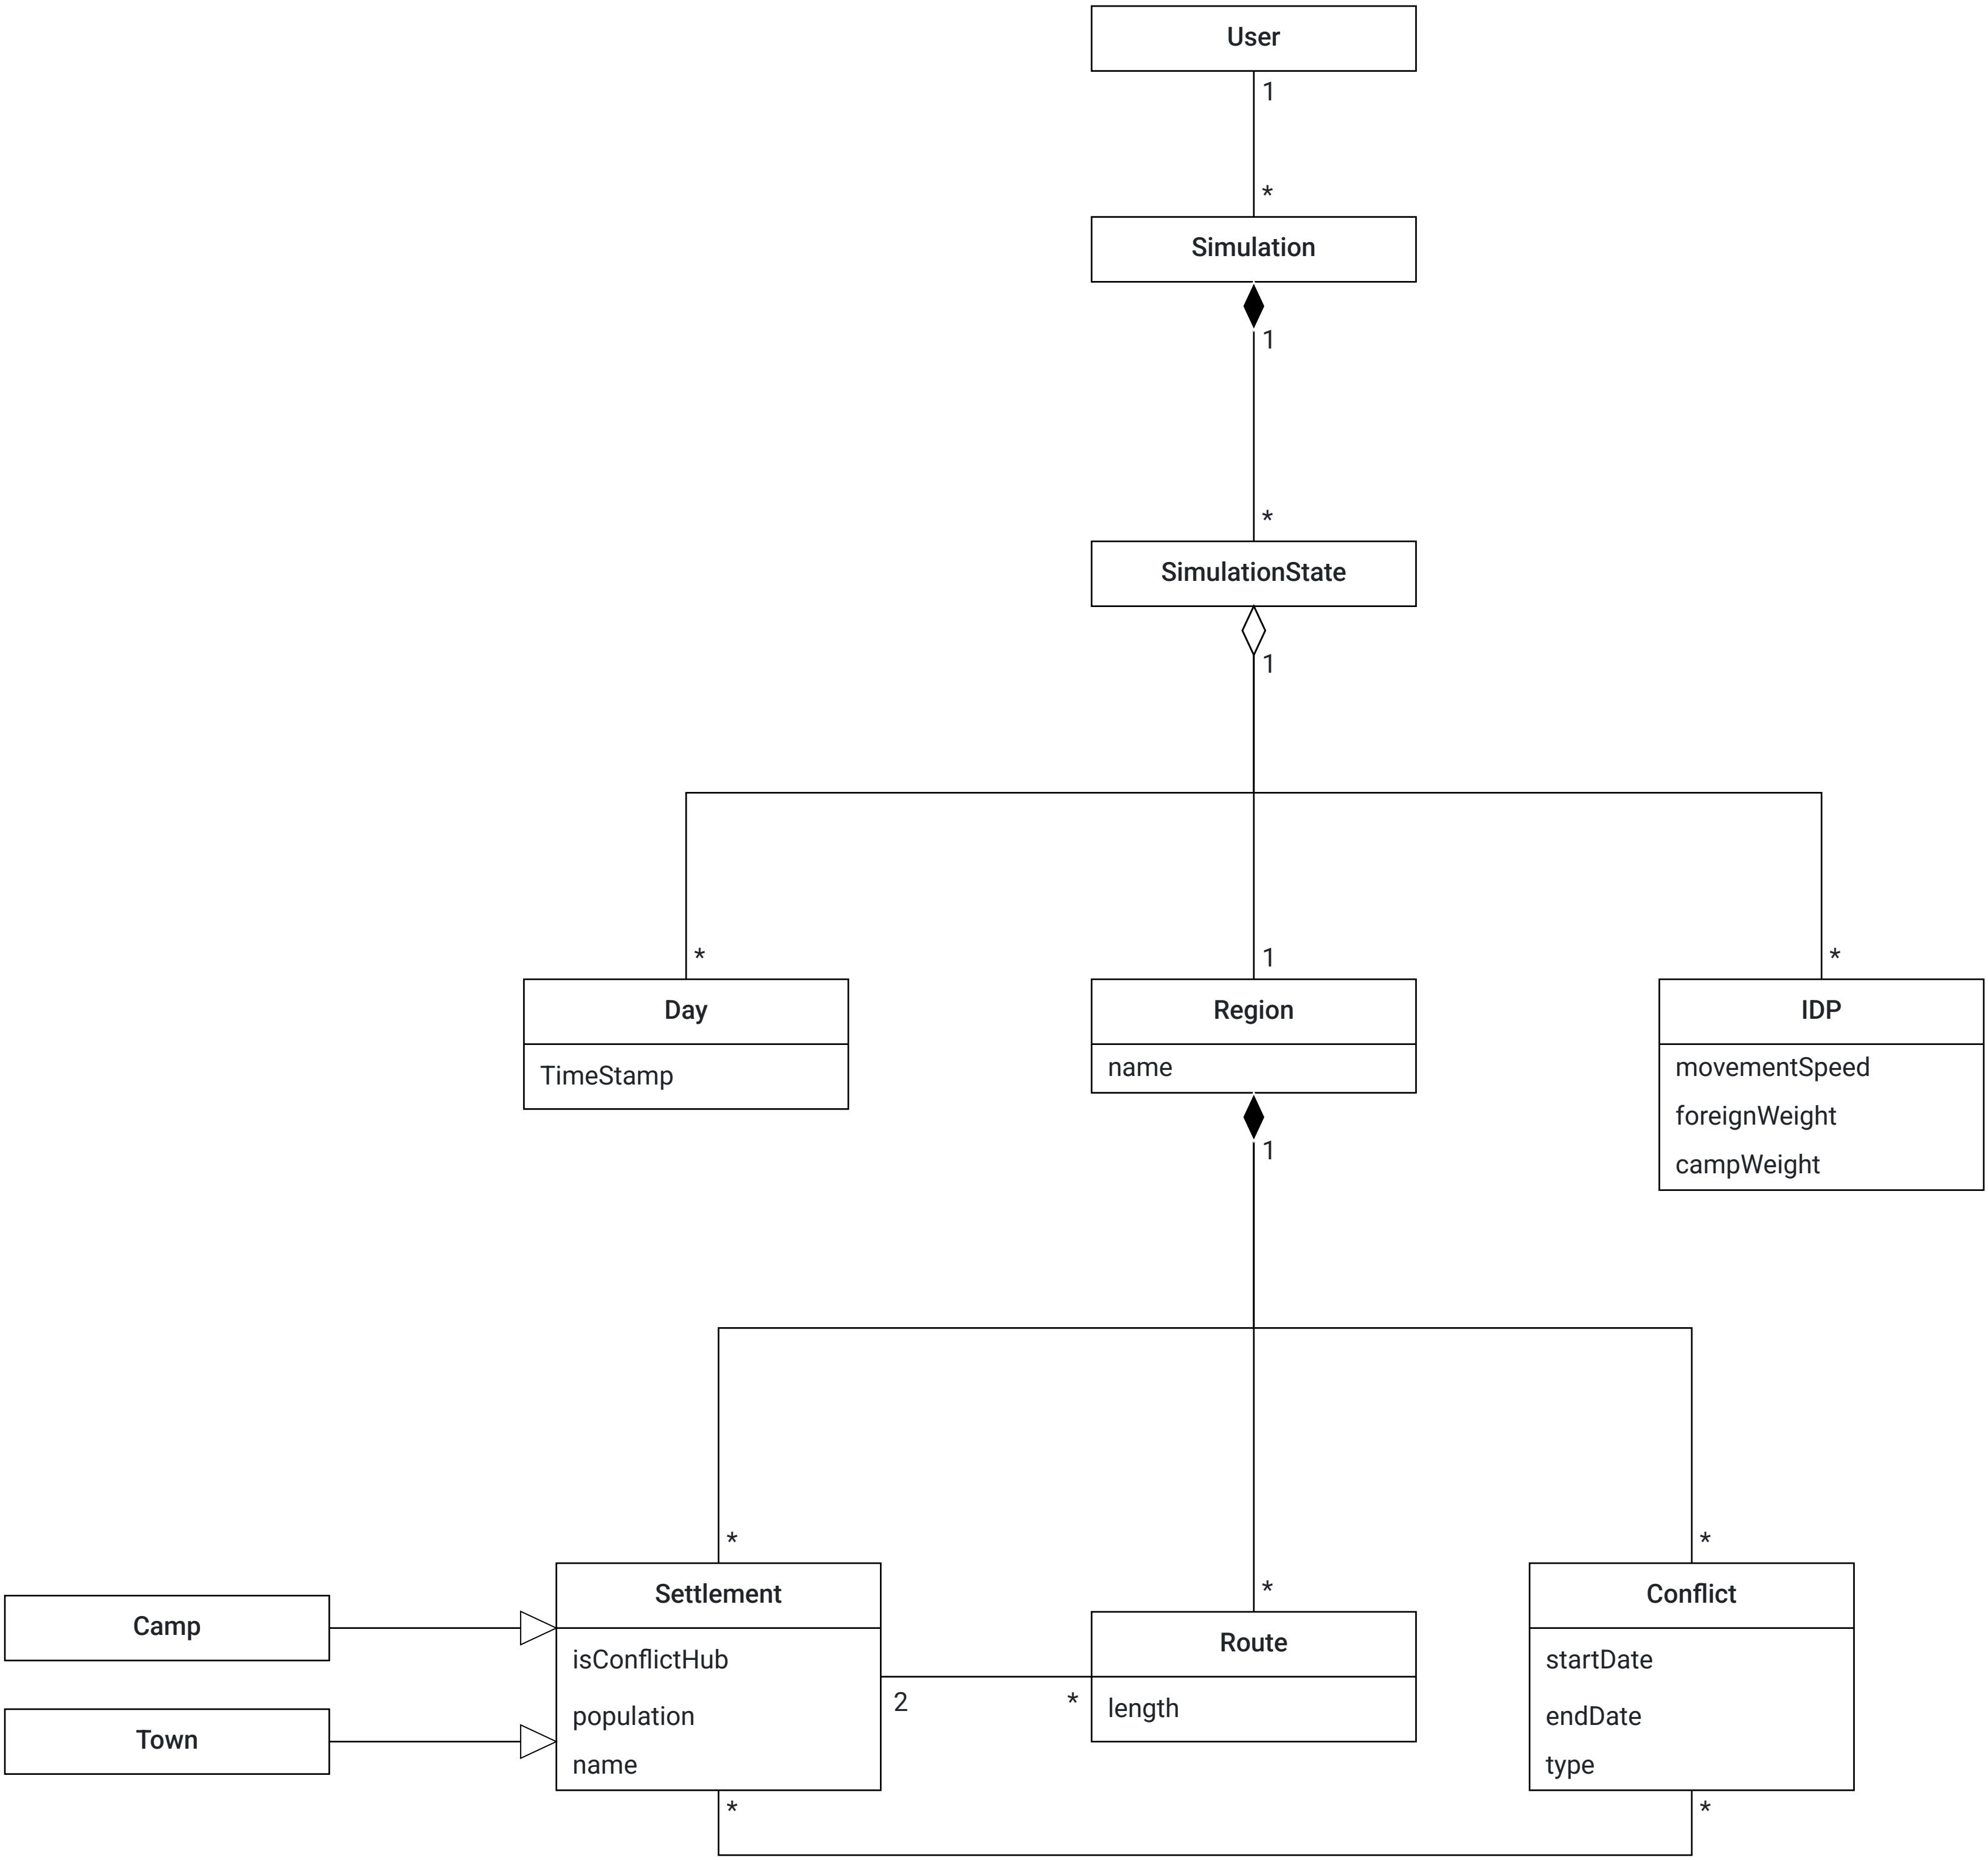 User
1
*
Simulation
1
*
SimulationState
1
*
1
*
Day
TimeStamp
Region
name
IDP
movementSpeed
foreignWeight
campWeight
1
*
*
*
Camp
Town
Settlement
isConflictHub
population
name
2
*
Route
length
Conflict
startDate
endDate
type
*
*